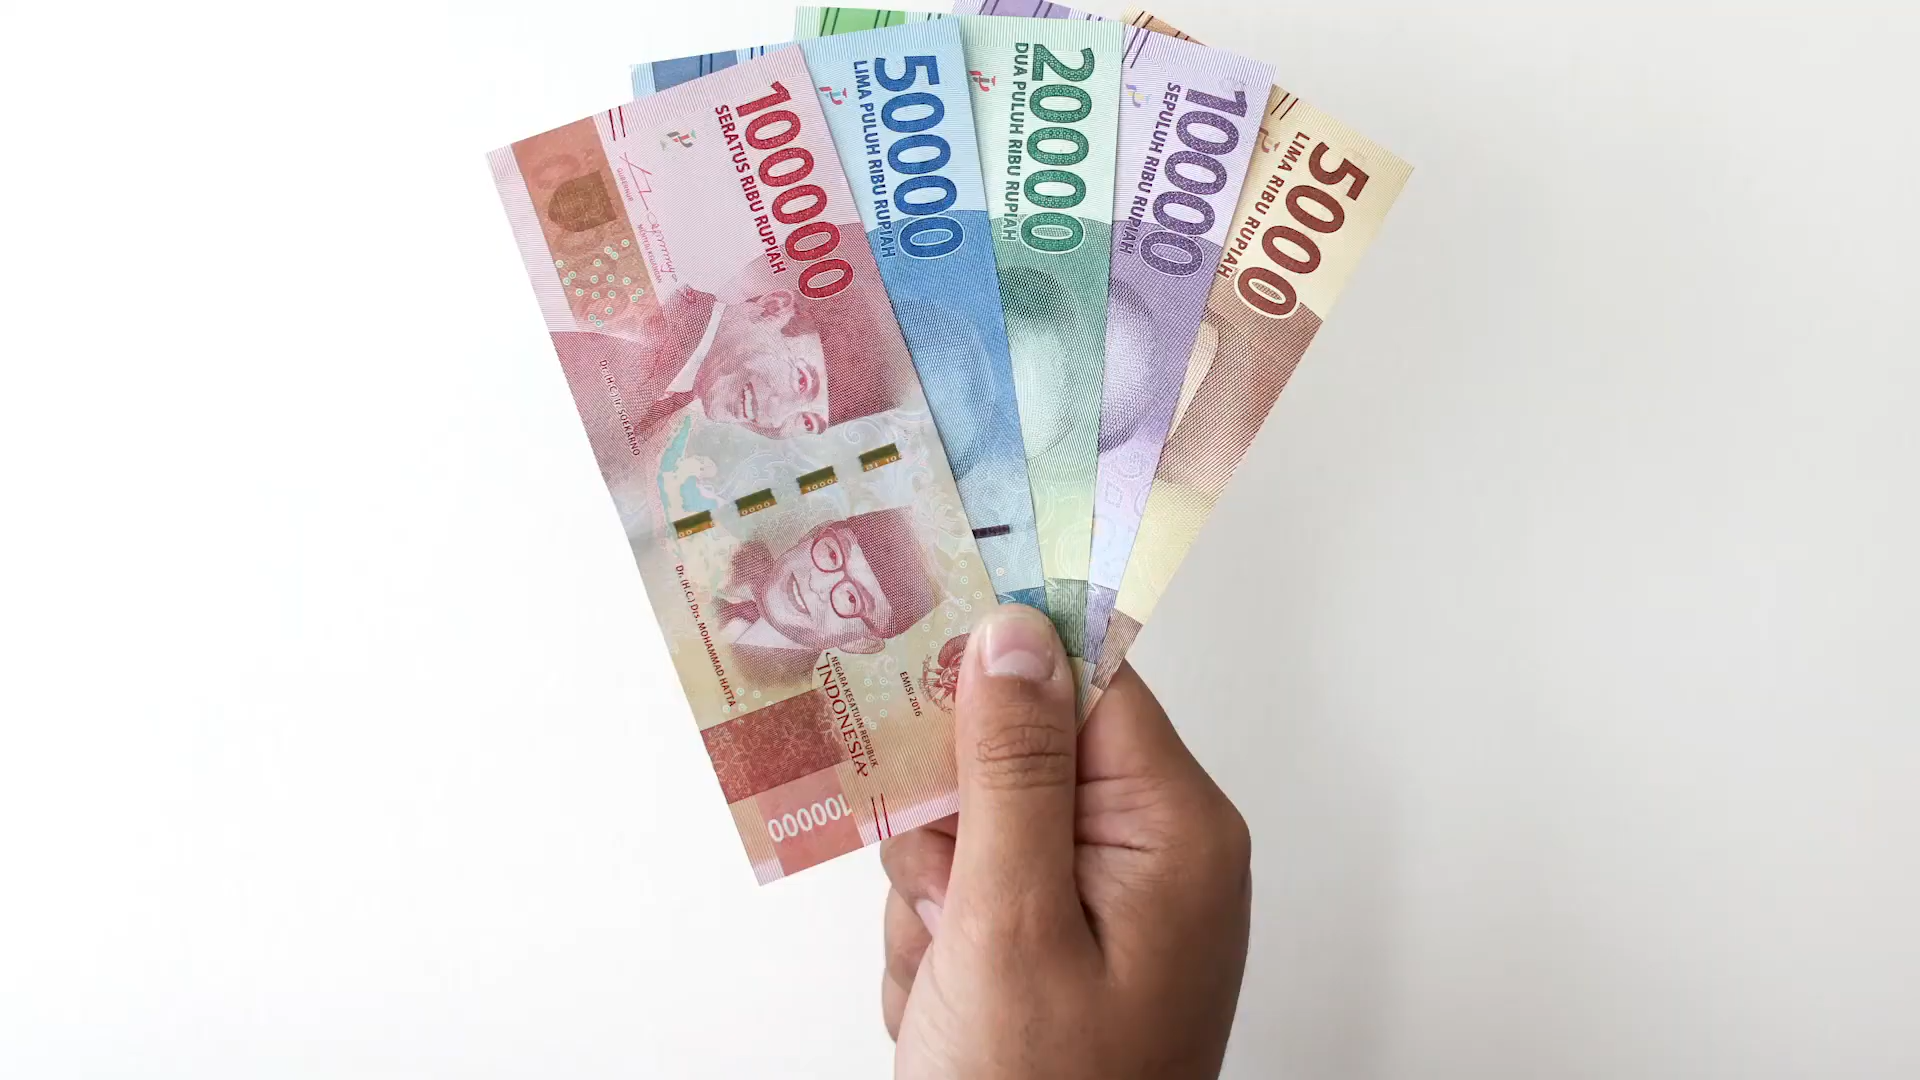 100000
SERATUS RIBU RUPIAH
GUBERNUR
Dr. (H.C.) Ir. SOEKARNO
Dr. (H.C.) Drs. MOHAMMAD HATTA
NEGARA KESATUAN REPUBLIK
INDONESIA
EMISI 2016
100000
50000
LIMA PULUH RIBU RUPIAH
20000
DUA PULUH RIBU RUPIAH
10000
SEPULUH RIBU RUPIAH
5000
LIMA RIBU RUPIAH